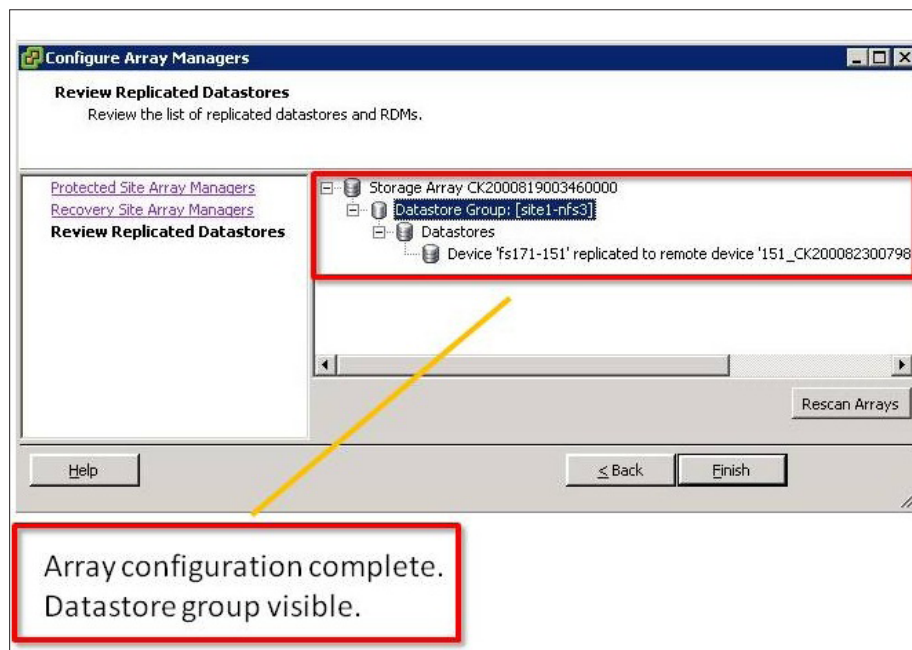 Configure Array Managers
Review Replicated Datastores
Review the list of replicated datastores and RDMs.
Protected Site Array Managers
Recovery Site Array Managers
Review Replicated Datastores
Storage Array CK2000819003460000
Datastore Group: [site1-nfs3]
Datastores
Device 'fs171-151' replicated to remote device '151_CK200082300798
Rescan Arrays
Help
< Back
Finish
Array configuration complete.
Datastore group visible.